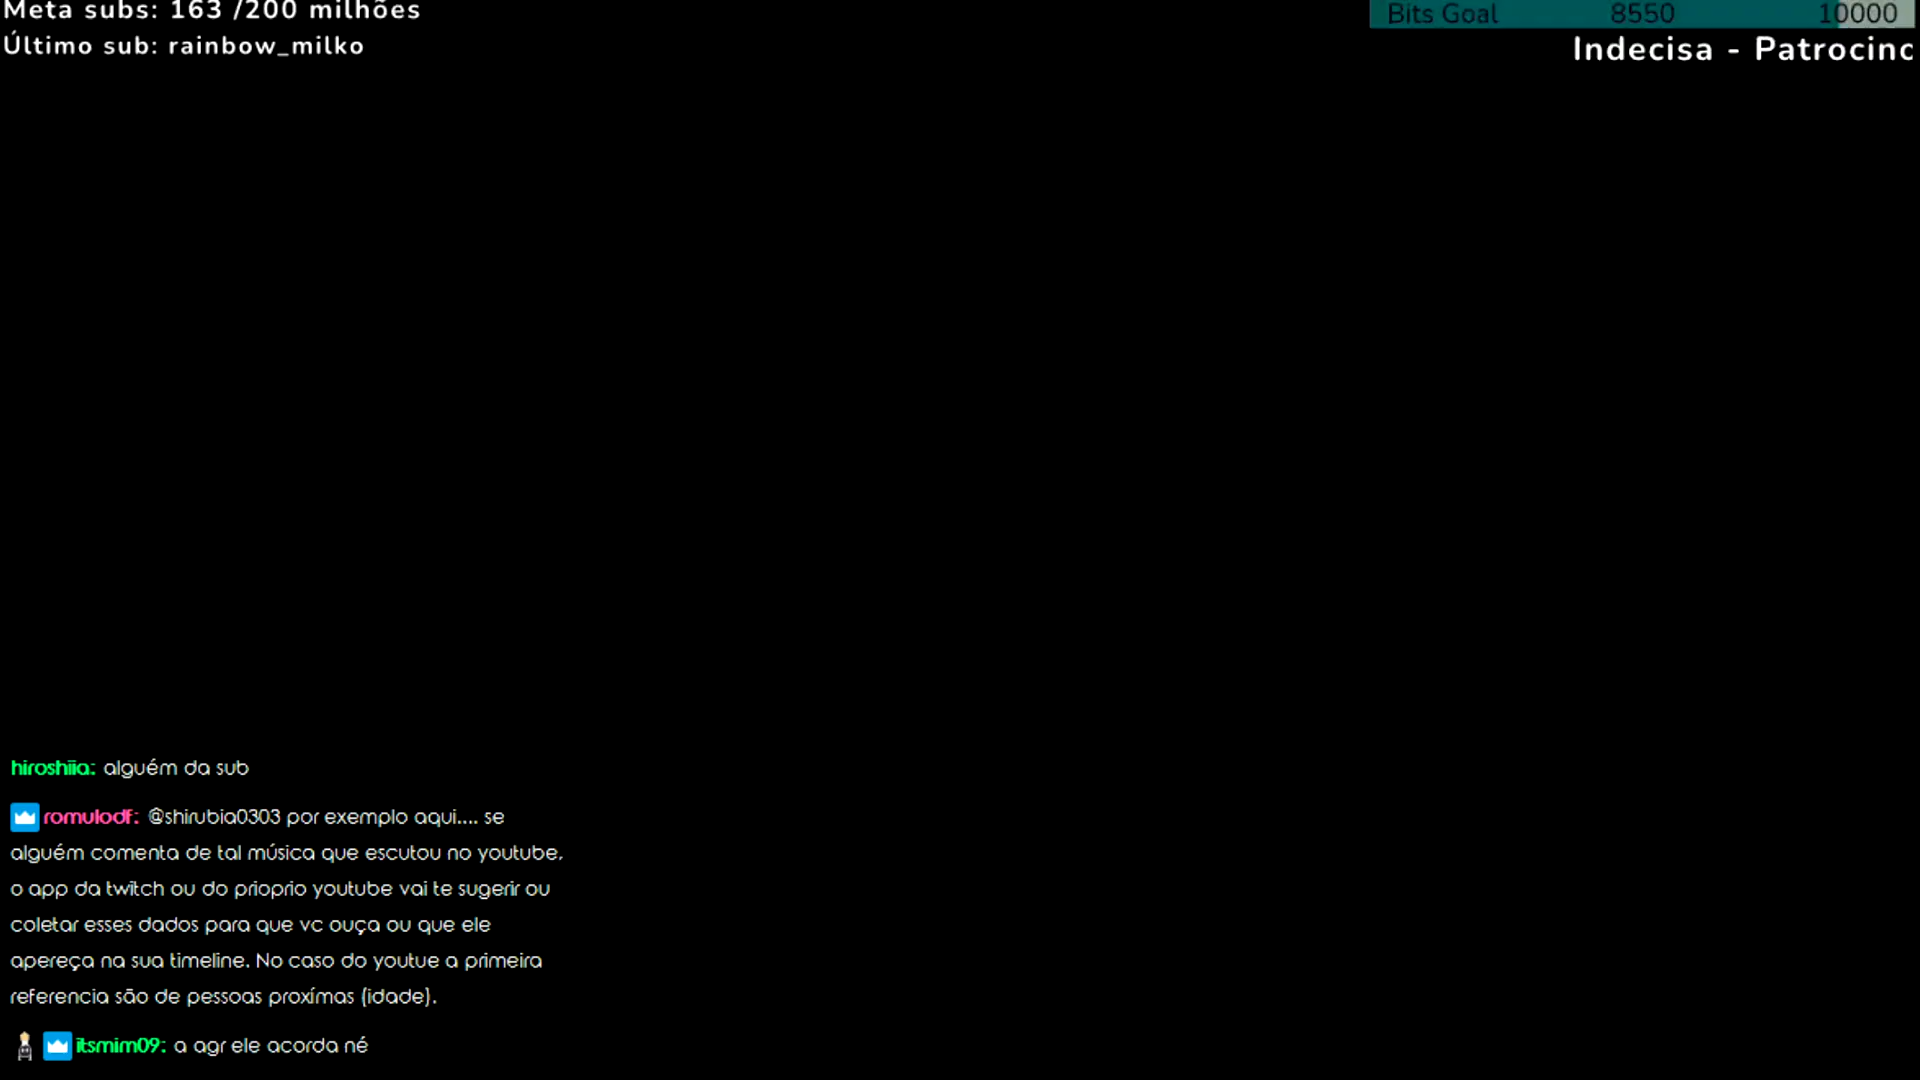 Meta subs: 163 /200 milhões
Último sub: rainbow_milko
Bits Goal 8550 10000
Indecisa - Patrocinc
hiroshiia: alguém da sub
romulodf: @shirubia0303 por exemplo aqui.... se
alguém comenta de tal música que escutou no youtube,
o app da twitch ou do prioprio youtube vai te sugerir ou
coletar esses dados para que vc ouça ou que ele
apereça na sua timeline. No caso do youtue a primeira
referencia são de pessoas proxímas (idade).
itsmim09: a agr ele acorda né